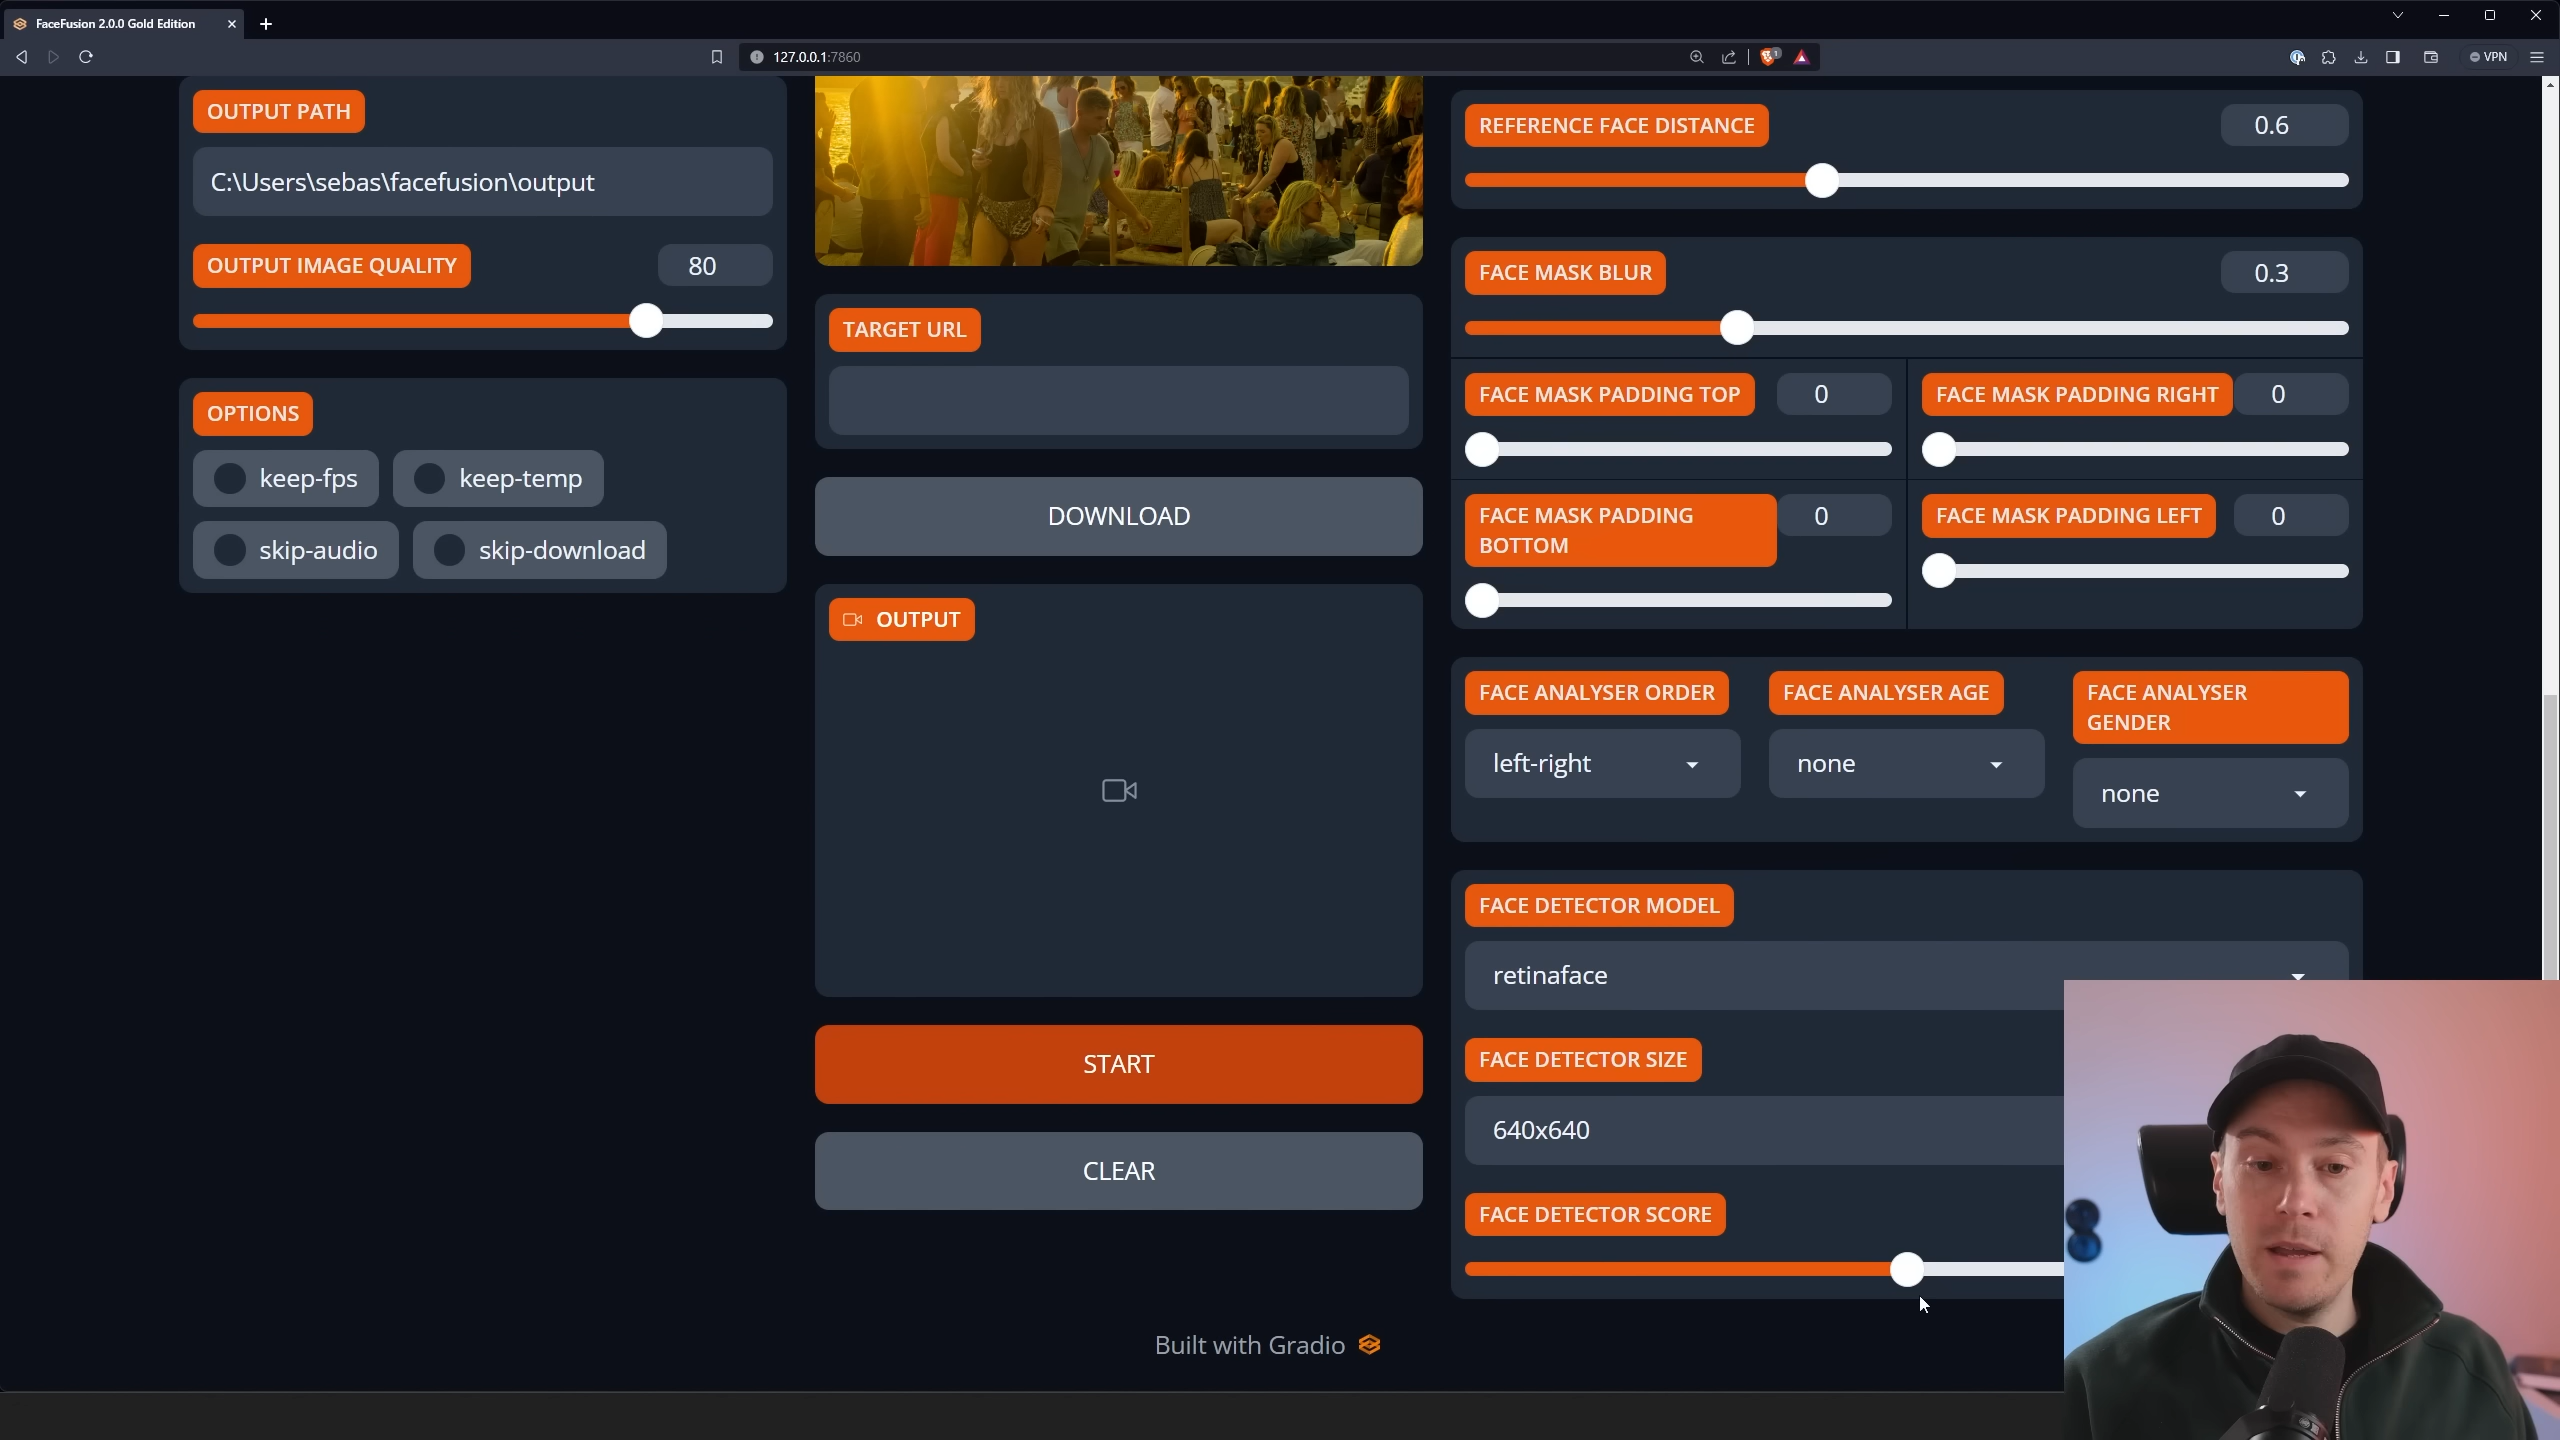 FaceFusion 2.0.0 Gold Edition
127.0.0.1:7860
1
VPN
OUTPUT PATH
C:\Users\sebas\facefusion\output
OUTPUT IMAGE QUALITY
80
OPTIONS
keep-fps
keep-temp
skip-audio
skip-download
TARGET URL
DOWNLOAD
OUTPUT
START
CLEAR
REFERENCE FACE DISTANCE
0.6
FACE MASK BLUR
0.3
FACE MASK PADDING TOP
0
FACE MASK PADDING RIGHT
0
FACE MASK PADDING
BOTTOM
0
FACE MASK PADDING LEFT
0
FACE ANALYSER ORDER
left-right
FACE ANALYSER AGE
none
FACE ANALYSER
GENDER
none
FACE DETECTOR MODEL
retinaface
FACE DETECTOR SIZE
640x640
FACE DETECTOR SCORE
Built with Gradio